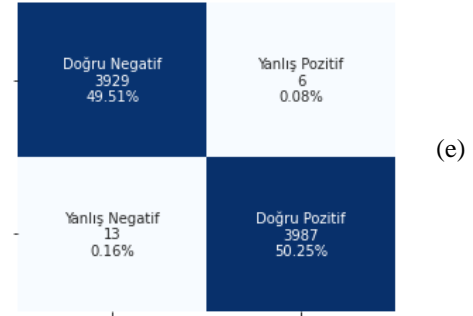 Doğru Negatif
3929
49.51%
Yanlış Pozitif
6
0.08%
(e)
Yanlış Negatif
13
0.16%
Doğru Pozitif
3987
50.25%